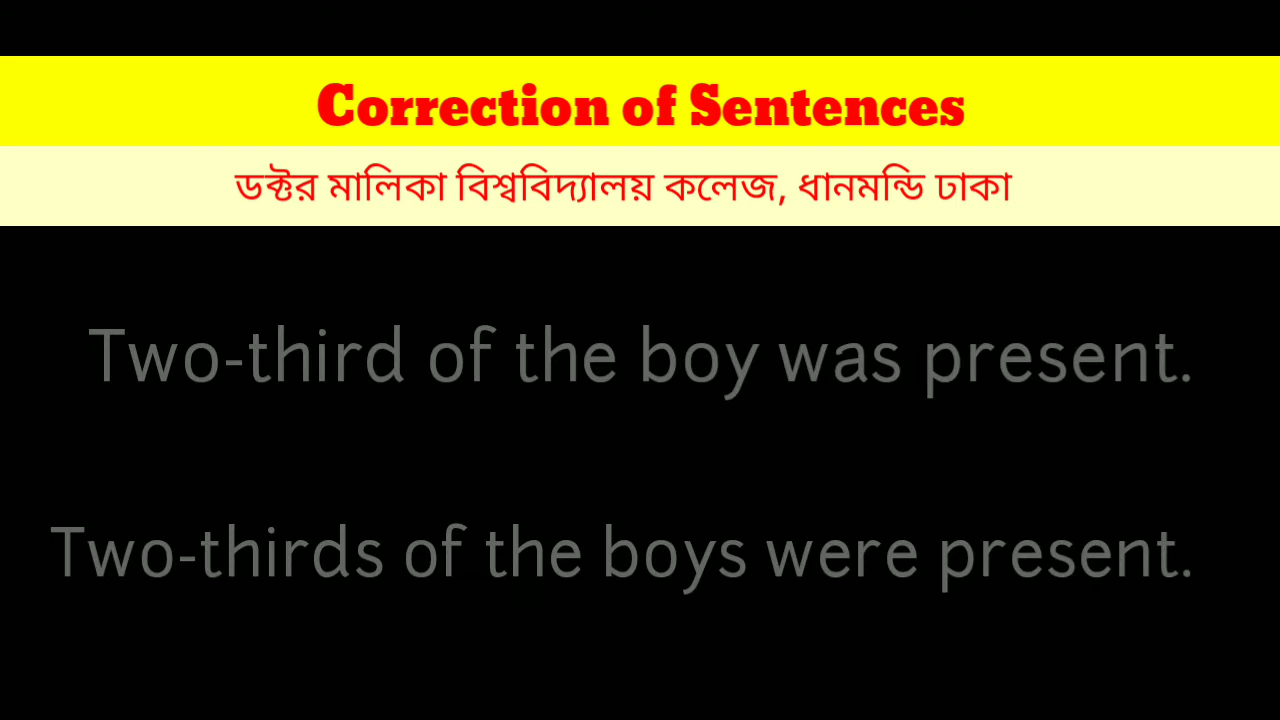 Correction of Sentences
ডক্টর মালিকা বিশ্ববিদ্যালয় কলেজ, ধানমন্ডি ঢাকা
Two-third of the boy was present.
Two-thirds of the boys were present.